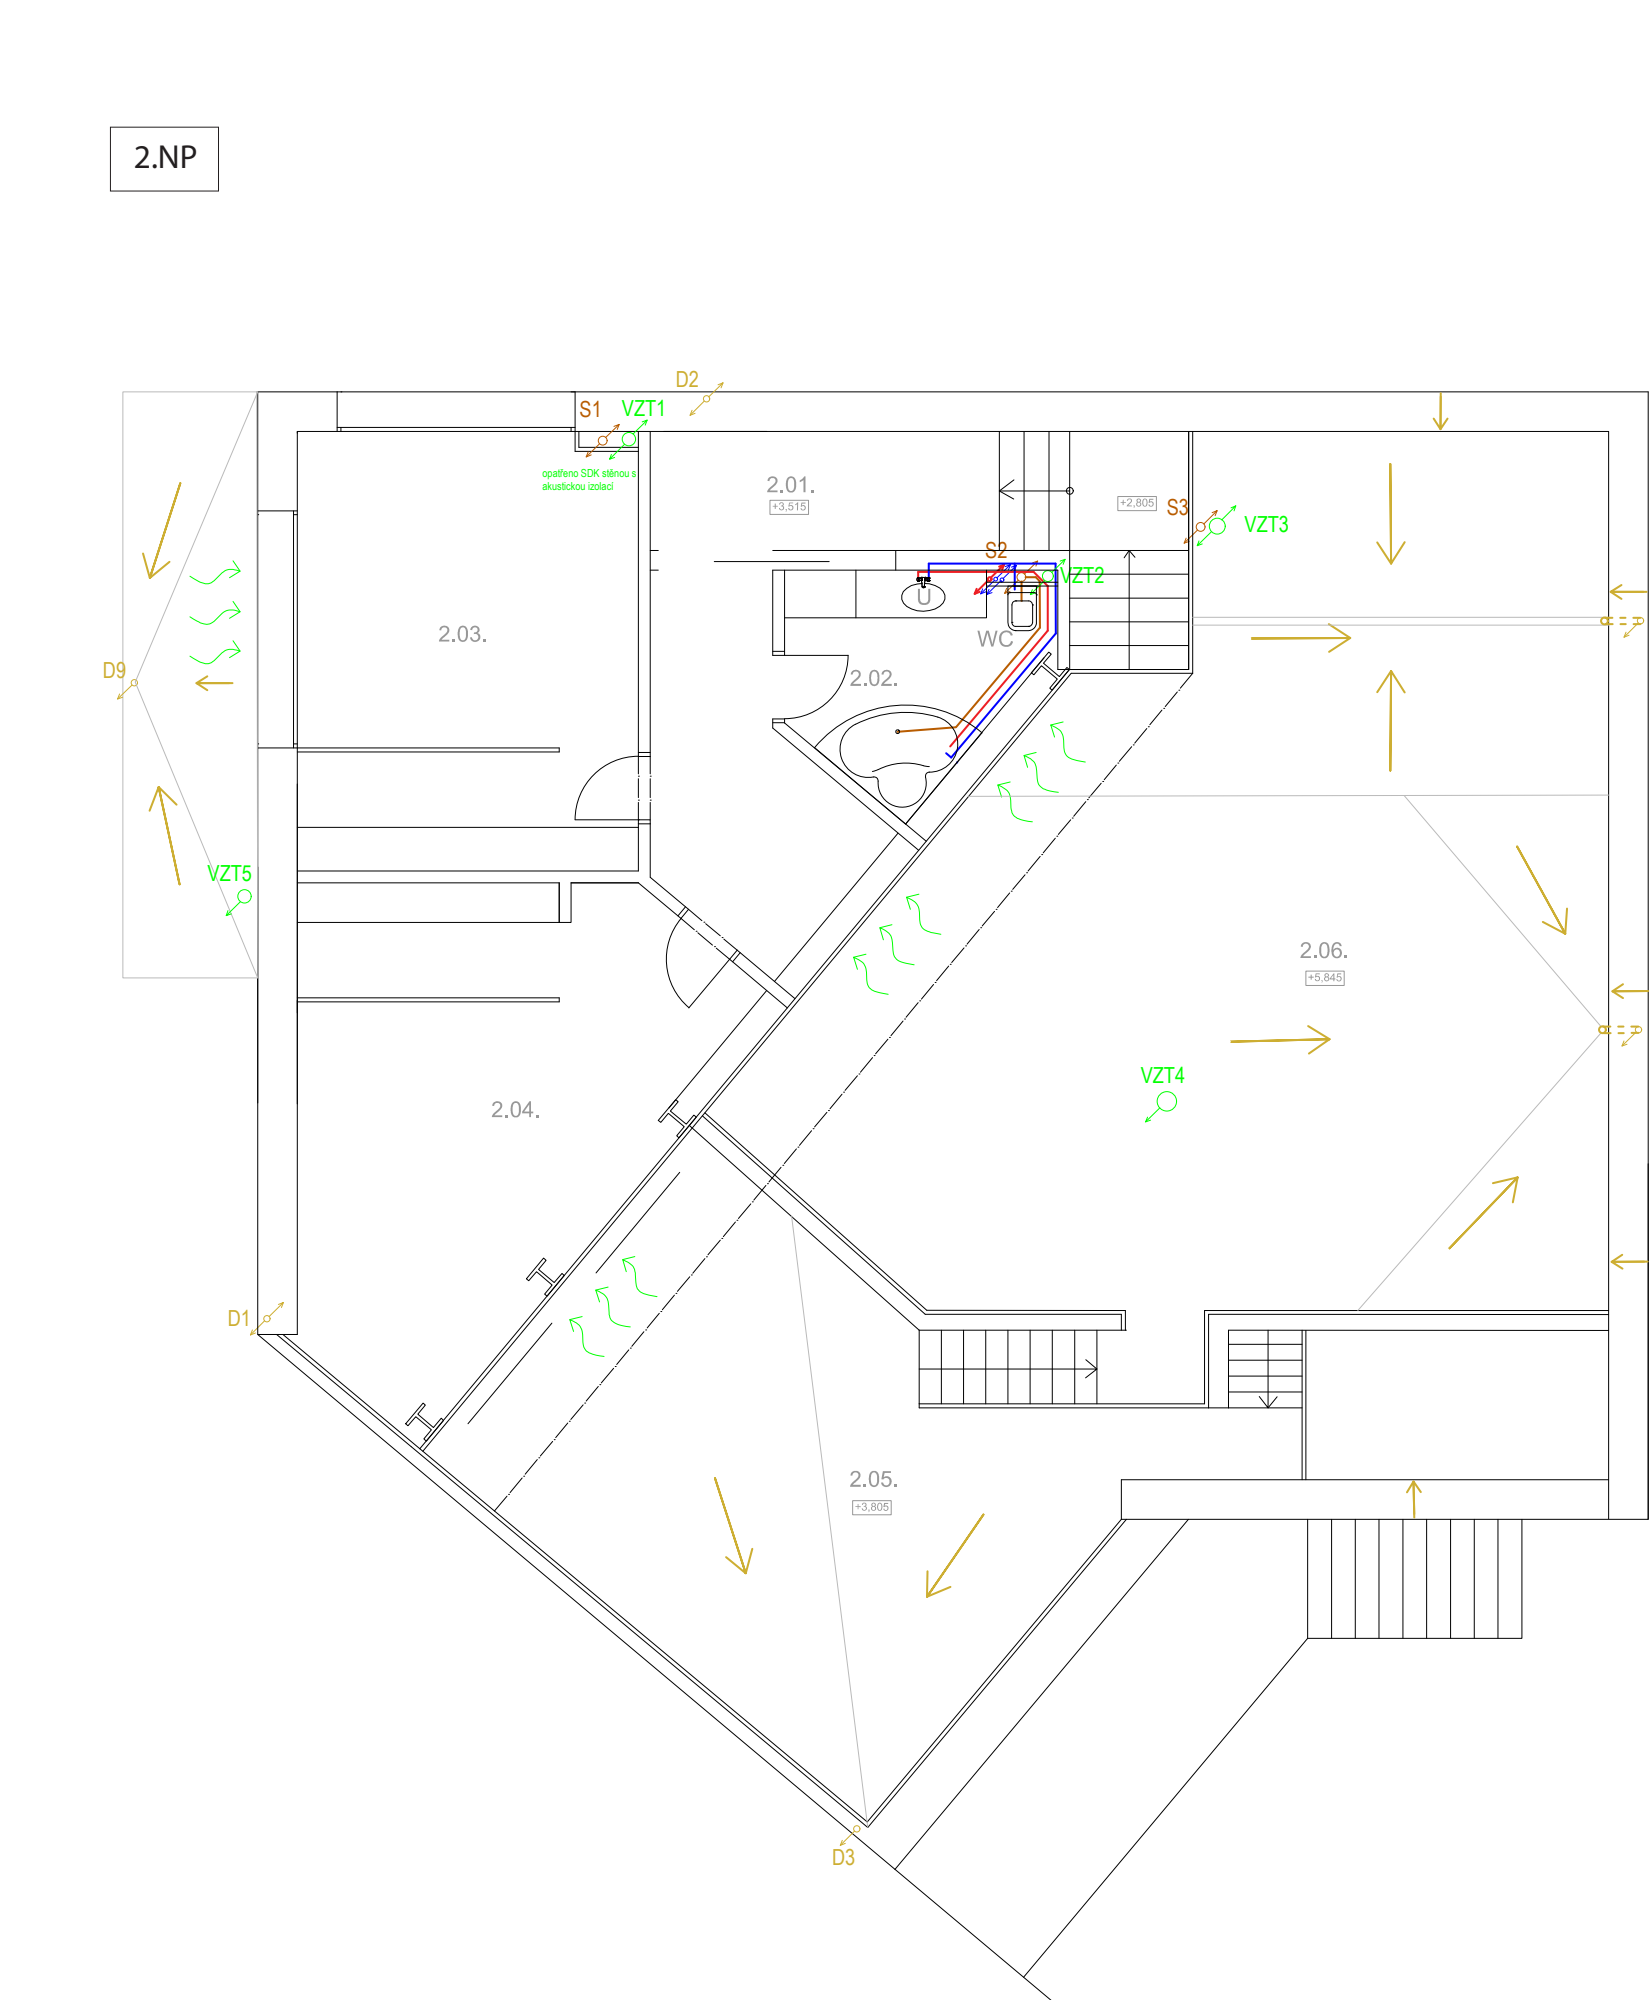 2.NP
D2
S1
VZT1
opatřeno SDK stěnou s
akustickou izolací
2.01.
+3,515
+2,805
S3
VZT3
S2
VZT2
U
WC
2.03.
2.02.
D9
VZT5
2.06.
+5,845
VZT4
2.04.
D1
2.05.
+3,805
D3